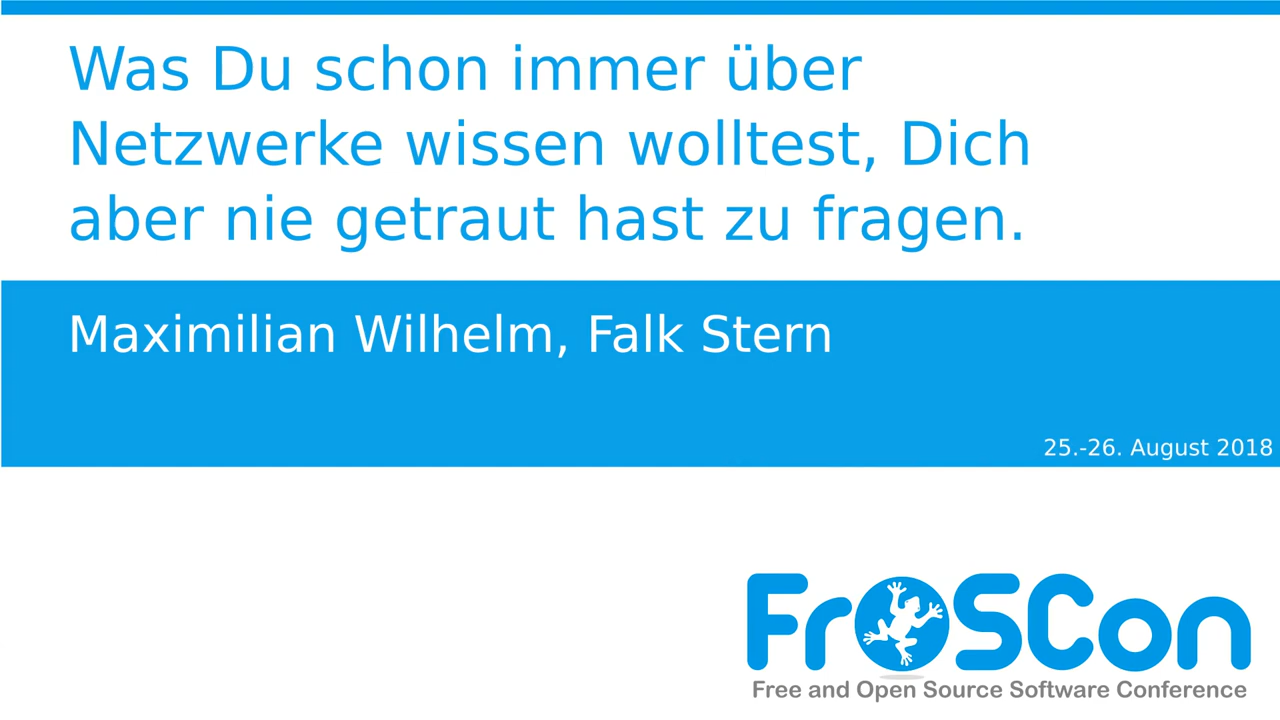 Was Du schon immer über
Netzwerke wissen wolltest, Dich
aber nie getraut hast zu fragen.
Maximilian Wilhelm, Falk Stern
25.-26. August 2018
FrOSCon
Free and Open Source Software Conference